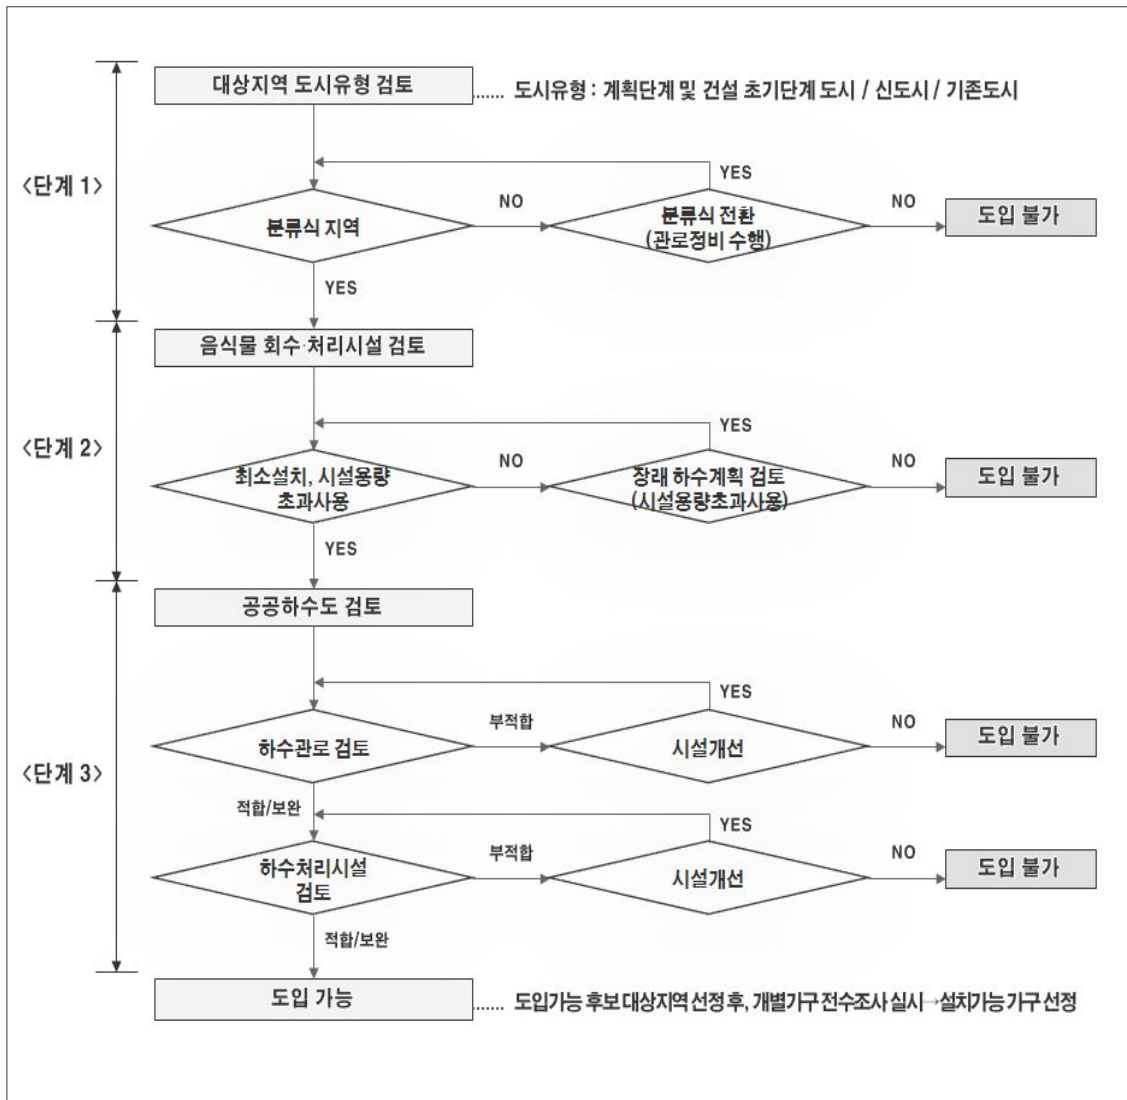 대상지역 도시유형 검토
...... 도시유형 : 계획단계 및 건설 초기단계 도시 / 신도시 / 기존도시
<단계 1>
YES
분류식 지역
NO
분류식 전환
(관로정비 수행)
NO
도입 불가
YES
음식물 회수·처리시설 검토
<단계 2>
YES
최소설치, 시설용량
초과사용
NO
장래 하수계획 검토
(시설용량초과사용)
NO
도입 불가
YES
공공하수도 검토
<단계 3>
YES
하수관로 검토
부적합
시설개선
NO
도입 불가
적합/보완
YES
하수처리시설
검토
부적합
시설개선
NO
도입 불가
적합/보완
도입 가능
...... 도입가능 후보 대상지역 선정 후, 개별가구 전수조사 실시→설치가능 가구 선정